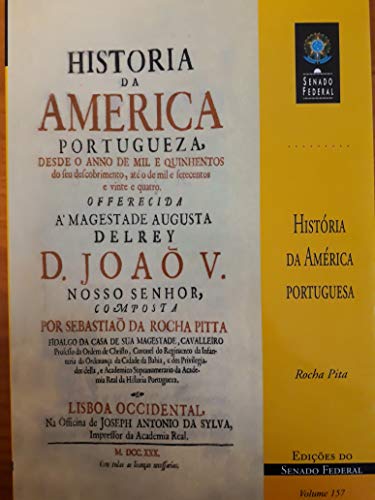 HISTORIA
DA
AMERICA
PORTUGUEZA,
DESDE O ANNO DE MIL E QUINHENTOS
do seu descobrimento, até o de mil e setecentos
e vinte e quatro.
OFFERECIDA
A' MAGESTADE AUGUSTA
DELREY
D. JOAÕ V.
NOSSO SENHOR,
COMPOSTA
POR SEBASTIAÕ DA ROCHA PITTA
FIDALGO DA CASA DE SUA MAGESTADE, CAVALLEIRO
Professo da Ordem de Christo, Coronel do Regimento da Infantaria
da Ordenança da Cidade da Bahia, e dos Privilegiados
della, e Academico Supranumerario da Academia
Real da Historia Portugueza.
LISBOA OCCIDENTAL,
Na Officina de JOSEPH ANTONIO DA SYLVA,
Impressor da Academia Real.
M. DCC. XXX.
Com todas as licenças necessarias.
SENADO
FEDERAL
HISTÓRIA
DA AMÉRICA
PORTUGUESA
Rocha Pita
EDIÇÕES DO
SENADO FEDERAL
Volume 157